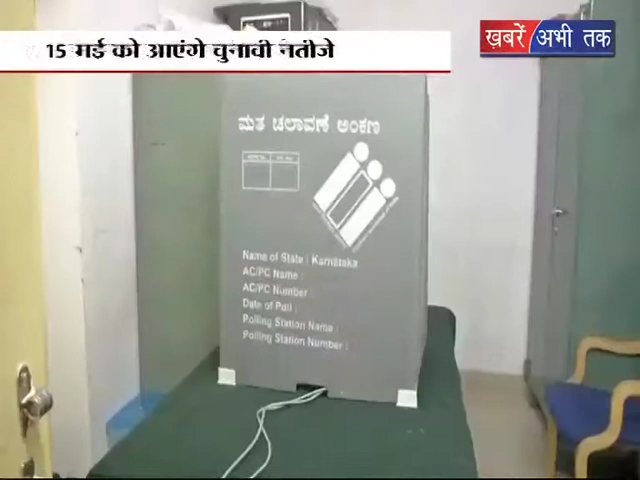 15 मई को आएंगे चुनावी नतीजे
ख़बरें अभी तक
ಮತ ಚಲಾವಣೆ ಅಂಕಣ
Name of State : Karnataka
AC/PC Name :
AC/PC Number :
Date of Poll :
Polling Station Name :
Polling Station Number :